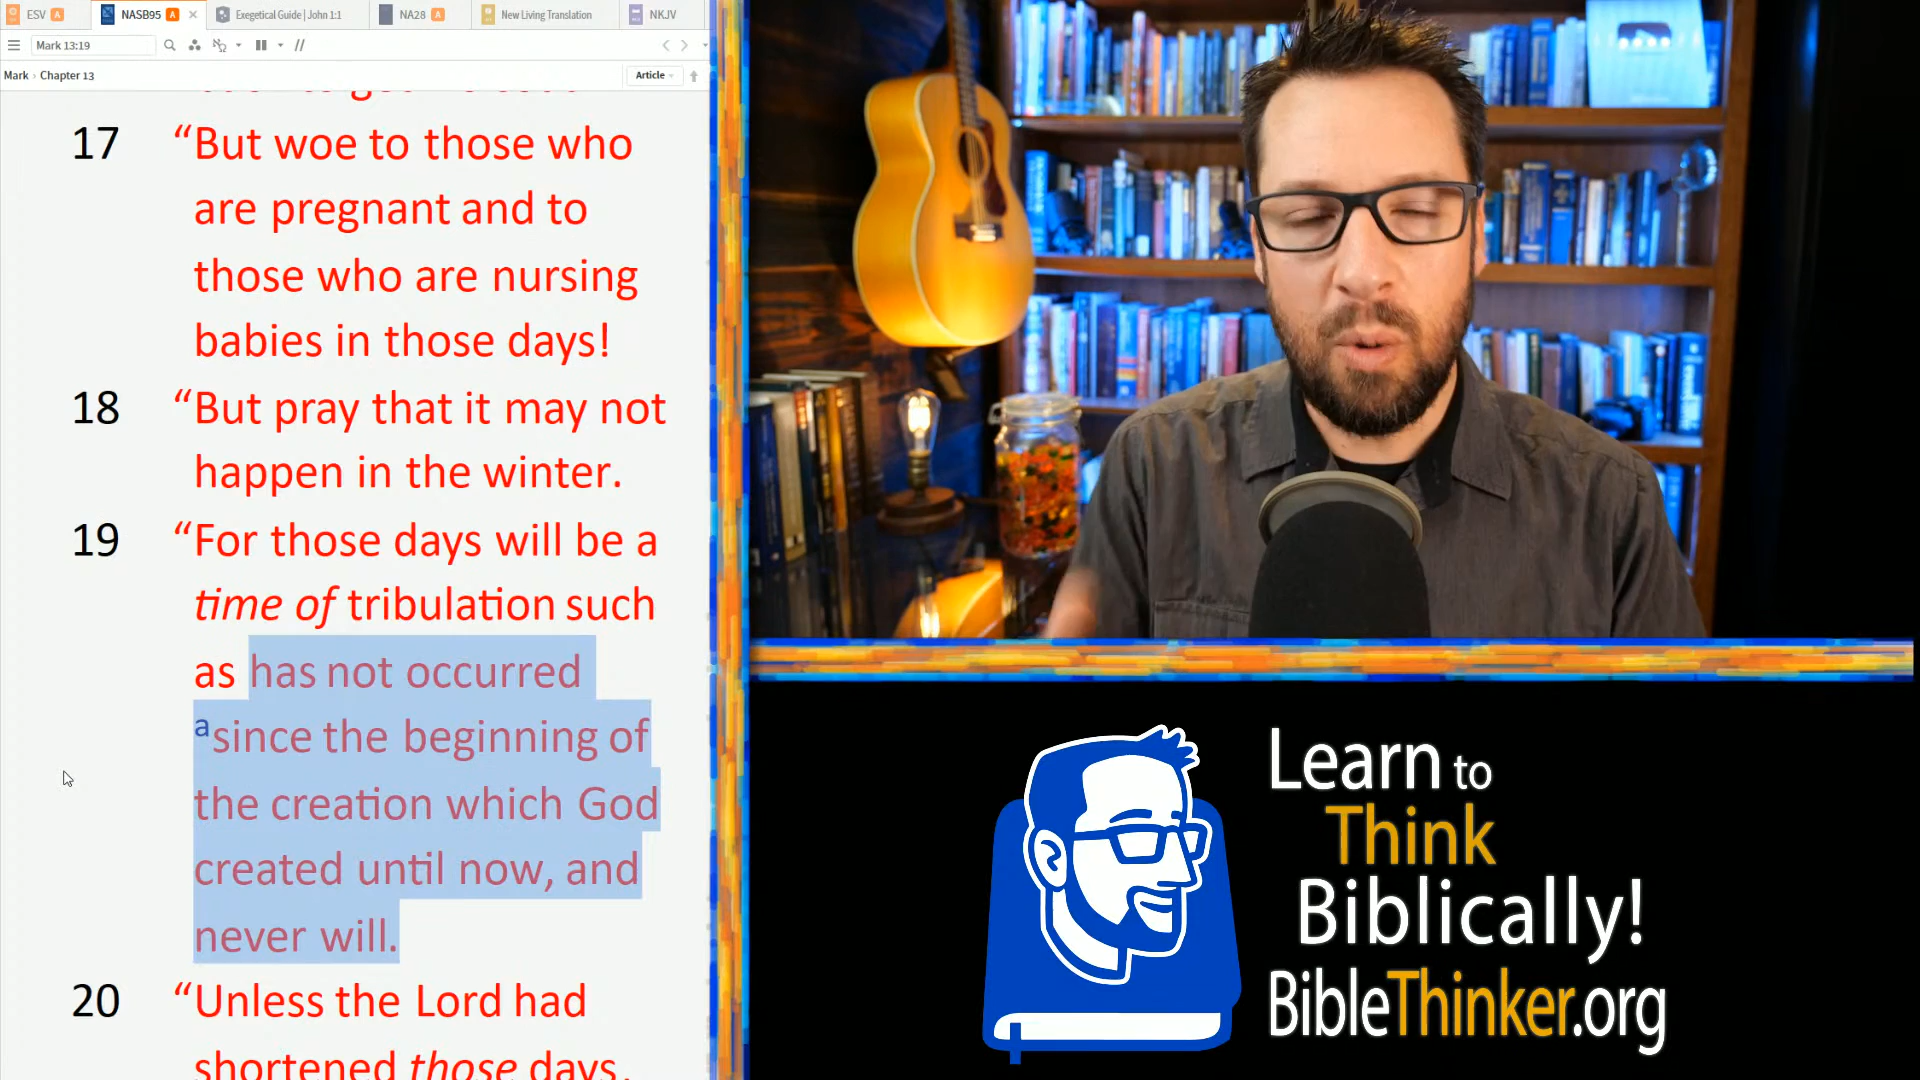 ESV A
NASB95 A
Exegetical Guide | John 1:1
NA28 A
New Living Translation
NKJV
Mark 13:19
Mark › Chapter 13
Article
17 “But woe to those who
are pregnant and to
those who are nursing
babies in those days!
18 “But pray that it may not
happen in the winter.
19 “For those days will be a
time of tribulation such
as has not occurred
a since the beginning of
the creation which God
created until now, and
never will.
20 “Unless the Lord had
shortened those days,
Learn to
Think
Biblically!
BibleThinker.org